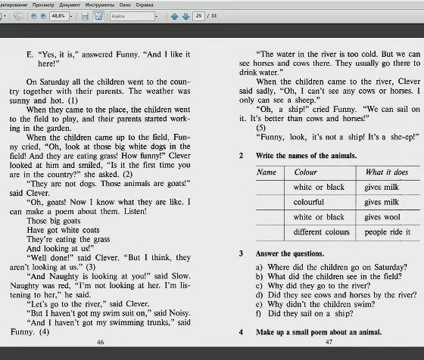 Документ Инструменты Окно Справка
48,8%
Найти
25 / 33
E. “Yes, it is,” answered Funny. “And I like it
here!”
On Saturday all the children went to the coun-
try together with their parents. The weather was
sunny and hot. (1)
When they came to the place, the children went
to the field to play, and their parents started work-
ing in the garden.
When the children came up the field, Fun-
ny cried, “Oh, look at those big white dogs in the
field! And they are eating grass! How funny!” Clever
looked at him and smiled, “Is it the first time you
are in the country?” she asked. (2)
“They are not dogs. Those animals are goats!”
said Clever.
“Oh, goats! Now I know what they are like. I
can make a poem about them. Listen!
Those big goats
Have got white coats
They’re eating the grass
And looking at us!”
“Well done!” said Clever. “But I think, they
aren’t looking at us.” (3)
“And Naughty is looking at you!” said Slow.
Naughty was red, “I’m not looking at her. I’m lis-
tening to her,” he said.
“Let’s go to the river,” said Clever.
“But I haven’t got my swim suit on,” said Noisy.
“And I haven’t got my swimming trunks,” said
Funny. (4)
46
“The water in the river is too cold. But we can
see horses and cows there. They usually go there to
drink water.”
When the children came to the river, Clever
said sadly, “Oh, I can’t see any cows or horses. I
only can see a sheep.”
“Oh, a ship!” cried Funny. “We can sail on
it. It’s better than cows and horses!”
(5)
“Funny, look, it’s not a ship! It’s a she-ep!”
2 Write the names of the animals.
Name Colour What it does
white or black gives milk
colourful gives milk
white or black gives wool
different colours people ride it
3 Answer the questions.
a) Where did the children go on Saturday?
b) What did the children see in the field?
c) Why did they go to the river?
d) Did they see cows and horses by the river?
e) Why didn’t the children swim?
f) Did they sail on a ship?
4 Make up a small poem about an animal.
47